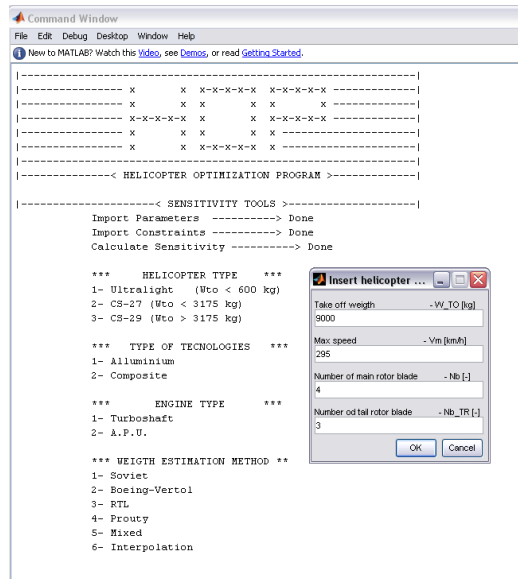 Command Window
File Edit Debug Desktop Window Help
New to MATLAB? Watch this Video, see Demos, or read Getting Started.
|---------------------------------------------------------------|
|---------------- x       x  x-x-x-x-x  x-x-x-x-x -------------|
|---------------- x       x  x       x  x       x -------------|
|---------------- x-x-x-x-x  x       x  x-x-x-x-x -------------|
|---------------- x       x  x       x  x ---------------------|
|---------------- x       x  x-x-x-x-x  x ---------------------|
|---------------------------------------------------------------|
|--------------< HELICOPTER OPTIMIZATION PROGRAM >-------------|
|---------------------< SENSITIVITY TOOLS >--------------------|
Import Parameters ----------> Done
Import Constraints ----------> Done
Calculate Sensitivity ----------> Done
*** HELICOPTER TYPE ***
1- Ultralight (Wto < 600 kg)
2- CS-27 (Wto < 3175 kg)
3- CS-29 (Wto > 3175 kg)
*** TYPE OF TECNOLOGIES ***
1- Alluminium
2- Composite
*** ENGINE TYPE ***
1- Turboshaft
2- A.P.U.
*** WEIGTH ESTIMATION METHOD **
1- Soviet
2- Boeing-Vertol
3- RTL
4- Prouty
5- Mixed
6- Interpolation
Insert helicopter ...
Take off weigth - W_TO [kg]
9000
Max speed - Vm [km/h]
295
Number of main rotor blade - Nb [-]
4
Number od tail rotor blade - Nb_TR [-]
3
OK Cancel